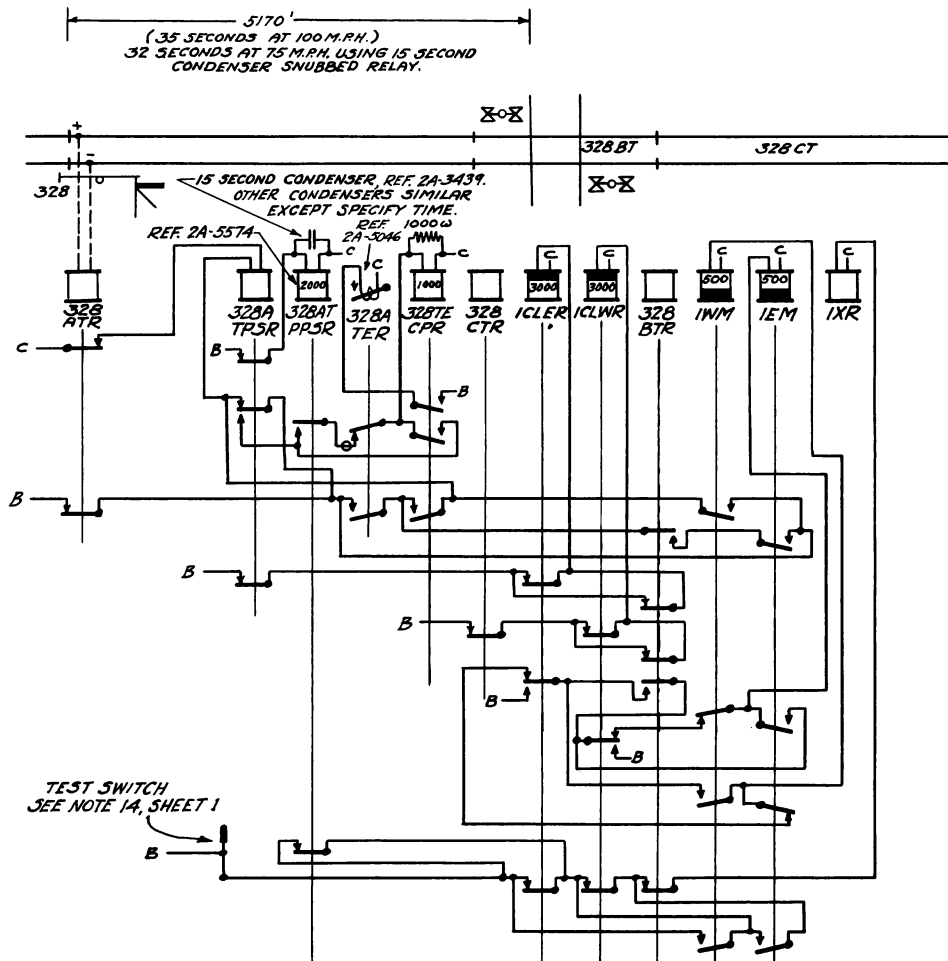 5170'
(35 SECONDS AT 100 M.P.H.)
32 SECONDS AT 75 M.P.H. USING 15 SECOND
CONDENSER SNUBBED RELAY.
+
-
328 BT
328 CT
328
15 SECOND CONDENSER, REF. 2A-3439.
OTHER CONDENSERS SIMILAR
EXCEPT SPECIFY TIME.
REF. 2A-5574
REF.
2A-5046
1000 ω
C
C
C
C
C
C
C
C
2000
1000
3000
3000
500
500
328
ATR
328A
TPSR
328AT
PPSR
328A
TER
328TE
CPR
328
CTR
1CLER
1CLWR
328
BTR
1WM
1EM
1XR
C
B
B
B
B
B
B
B
TEST SWITCH
SEE NOTE 14, SHEET 1
B